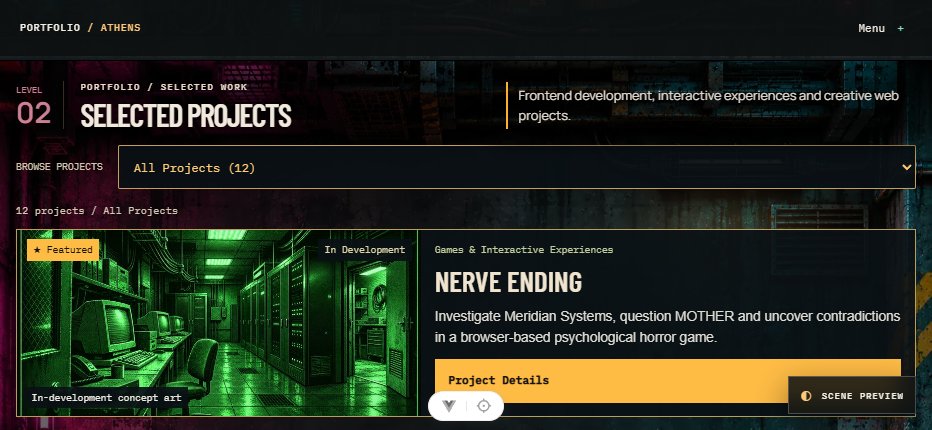 PORTFOLIO / ATHENS
Menu +
LEVEL
02
PORTFOLIO / SELECTED WORK
SELECTED PROJECTS
Frontend development, interactive experiences and creative web
projects.
BROWSE PROJECTS
All Projects (12)
12 projects / All Projects
★ Featured
In Development
In-development concept art
Games & Interactive Experiences
NERVE ENDING
Investigate Meridian Systems, question MOTHER and uncover contradictions
in a browser-based psychological horror game.
Project Details
SCENE PREVIEW